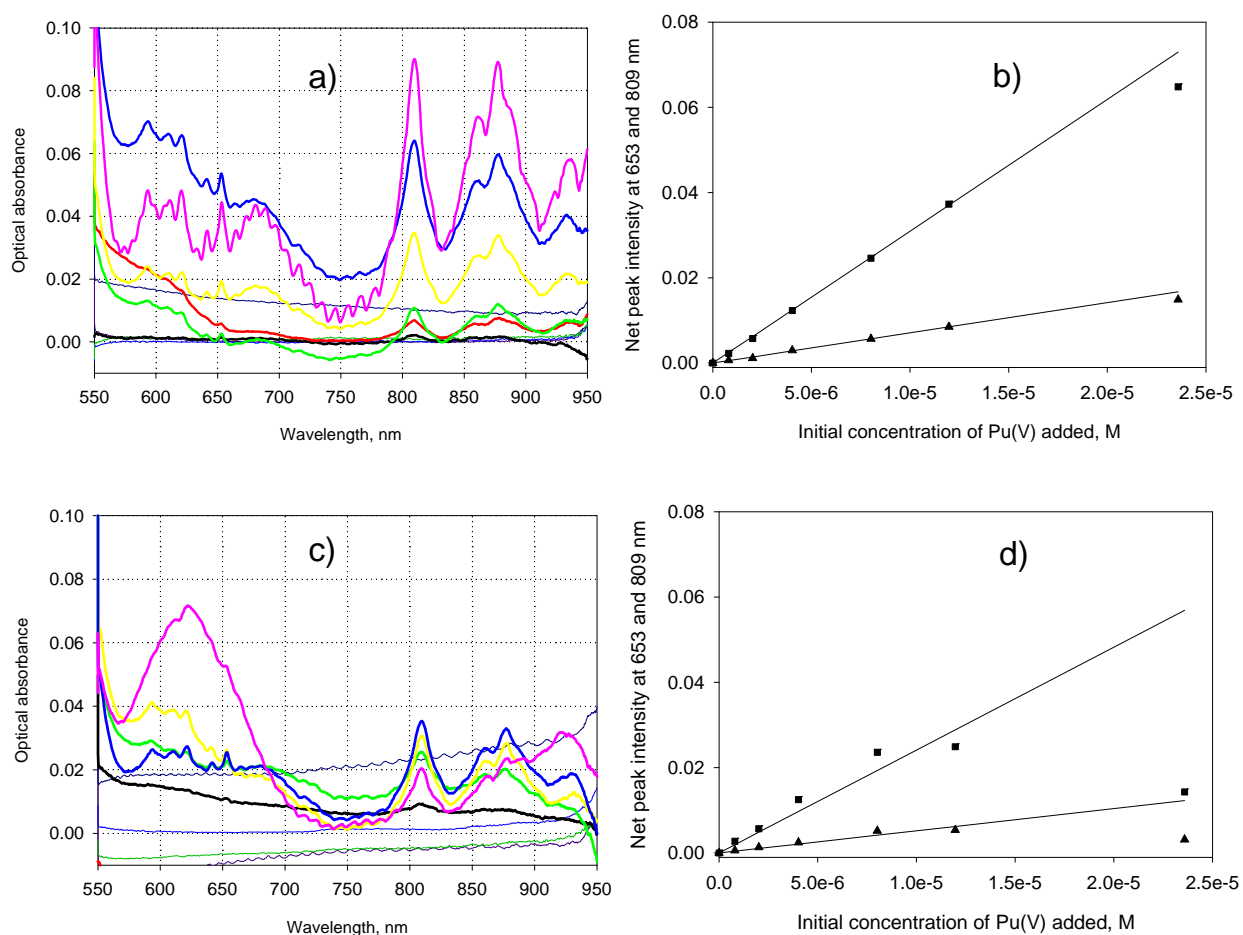 a)
0.10
0.08
0.06
0.04
0.02
0.00
550 600 650 700 750 800 850 900 950
Optical absorbance
Wavelength, nm
b)
0.08
0.06
0.04
0.02
0.00
0.0 5.0e-6 1.0e-5 1.5e-5 2.0e-5 2.5e-5
Net peak intensity at 653 and 809 nm
Initial concentration of Pu(V) added, M
c)
0.10
0.08
0.06
0.04
0.02
0.00
550 600 650 700 750 800 850 900 950
Optical absorbance
Wavelength, nm
d)
0.08
0.06
0.04
0.02
0.00
0.0 5.0e-6 1.0e-5 1.5e-5 2.0e-5 2.5e-5
Net peak intensity at 653 and 809 nm
Initial concentration of Pu(V) added, M